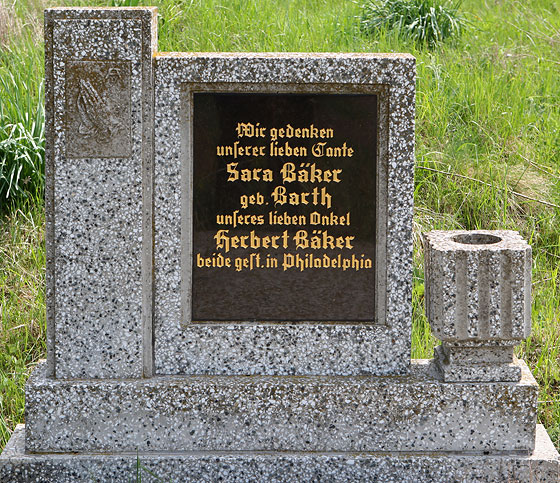 Wir gedenken
unserer lieben Tante
Sara Bäker
geb. Barth
unseres lieben Onkel
Herbert Bäker
beide gest. in Philadelphia